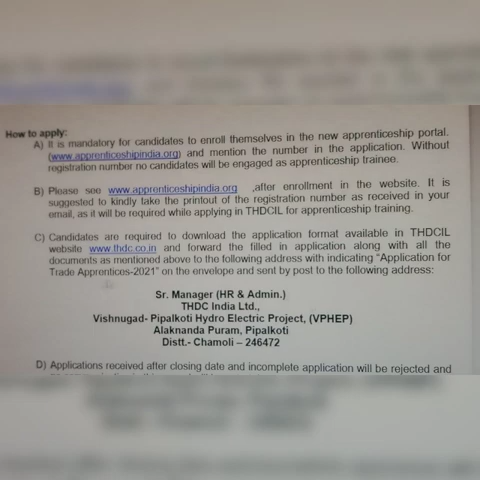 How to apply:
A) It is mandatory for candidates to enroll themselves in the new apprenticeship portal.
(www.apprenticeshipindia.org) and mention the number in the application. Without
registration number no candidates will be engaged as apprenticeship trainee.
B) Please see www.apprenticeshipindia.org ,after enrollment in the website. It is
suggested to kindly take the printout of the registration number as received in your
email, as it will be required while applying in THDCIL for apprenticeship training.
C) Candidates are required to download the application format available in THDCIL
website www.thdc.co.in and forward the filled in application along with all the
documents as mentioned above to the following address with indicating "Application for
Trade Apprentices-2021" on the envelope and sent by post to the following address:
Sr. Manager (HR & Admin.)
THDC India Ltd.,
Vishnugad- Pipalkoti Hydro Electric Project, (VPHEP)
Alaknanda Puram, Pipalkoti
Distt.- Chamoli – 246472
D) Applications received after closing date and incomplete application will be rejected and